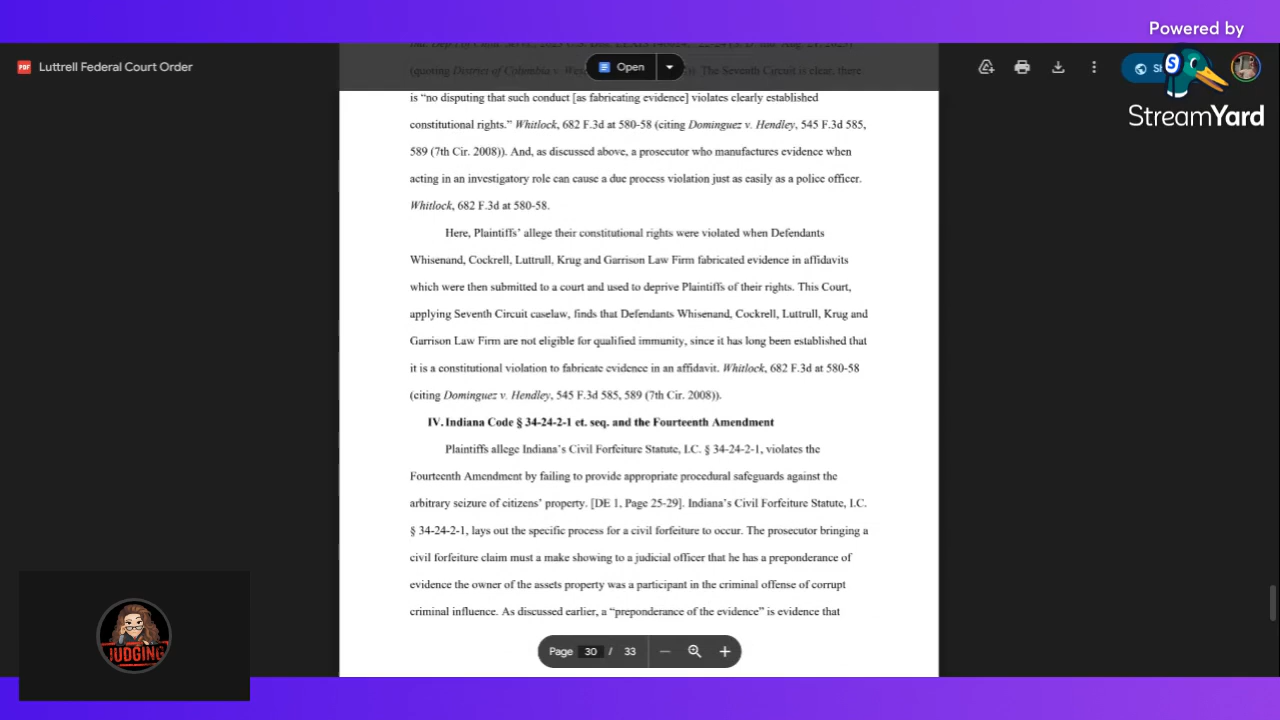 Powered by
StreamYard
Luttrell Federal Court Order
Open
(quoting District of Columbia v. The Seventh Circuit is clear, there
is “no disputing that such conduct [as fabricating evidence] violates clearly established
constitutional rights.” Whitlock, 682 F.3d at 580-58 (citing Dominguez v. Hendley, 545 F.3d 585,
589 (7th Cir. 2008)). And, as discussed above, a prosecutor who manufactures evidence when
acting in an investigatory role can cause a due process violation just as easily as a police officer.
Whitlock, 682 F.3d at 580-58.
Here, Plaintiffs’ allege their constitutional rights were violated when Defendants
Whisenand, Cockrell, Luttrull, Krug and Garrison Law Firm fabricated evidence in affidavits
which were then submitted to a court and used to deprive Plaintiffs of their rights. This Court,
applying Seventh Circuit caselaw, finds that Defendants Whisenand, Cockrell, Luttrull, Krug and
Garrison Law Firm are not eligible for qualified immunity, since it has long been established that
it is a constitutional violation to fabricate evidence in an affidavit. Whitlock, 682 F.3d at 580-58
(citing Dominguez v. Hendley, 545 F.3d 585, 589 (7th Cir. 2008)).
IV. Indiana Code § 34-24-2-1 et. seq. and the Fourteenth Amendment
Plaintiffs allege Indiana’s Civil Forfeiture Statute, I.C. § 34-24-2-1, violates the
Fourteenth Amendment by failing to provide appropriate procedural safeguards against the
arbitrary seizure of citizens’ property. [DE 1, Page 25-29]. Indiana’s Civil Forfeiture Statute, I.C.
§ 34-24-2-1, lays out the specific process for a civil forfeiture to occur. The prosecutor bringing a
civil forfeiture claim must a make showing to a judicial officer that he has a preponderance of
evidence the owner of the assets property was a participant in the criminal offense of corrupt
criminal influence. As discussed earlier, a “preponderance of the evidence” is evidence that
Page 30 / 33
JUDGING